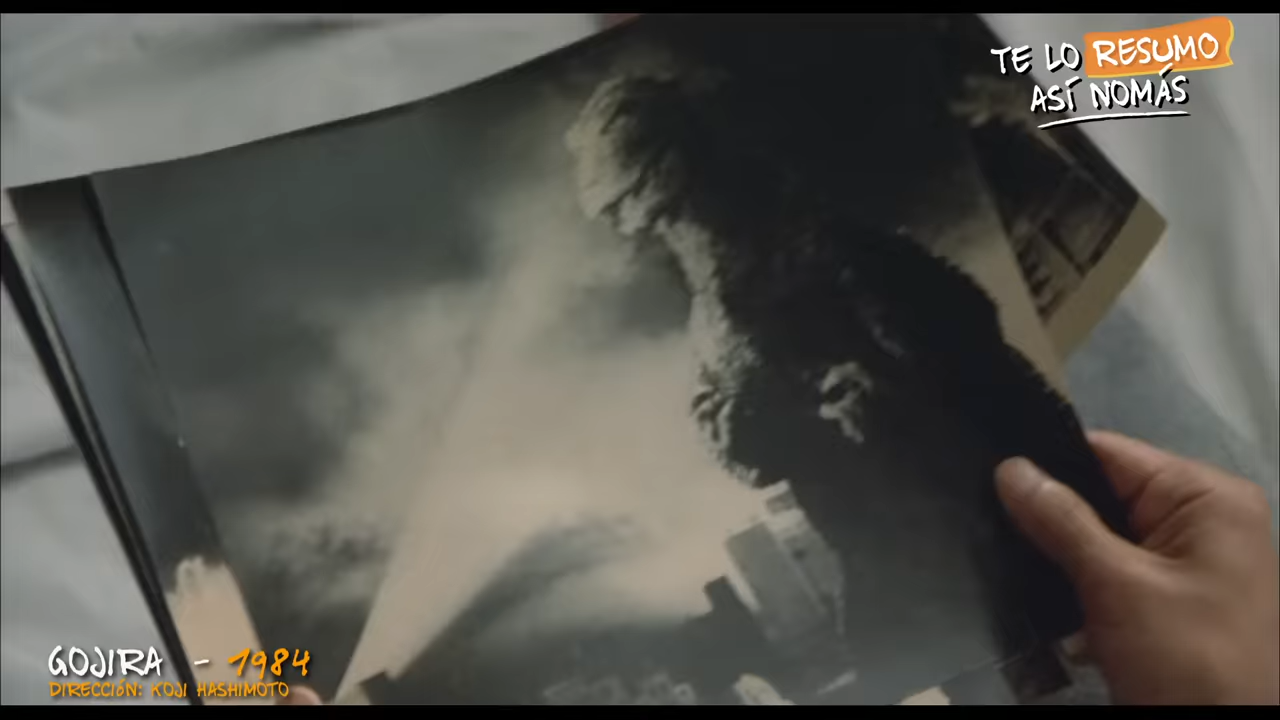 TE LO RESUMO
ASÍ NOMÁS
GOJIRA - 1984
DIRECCIÓN: KOJI HASHIMOTO